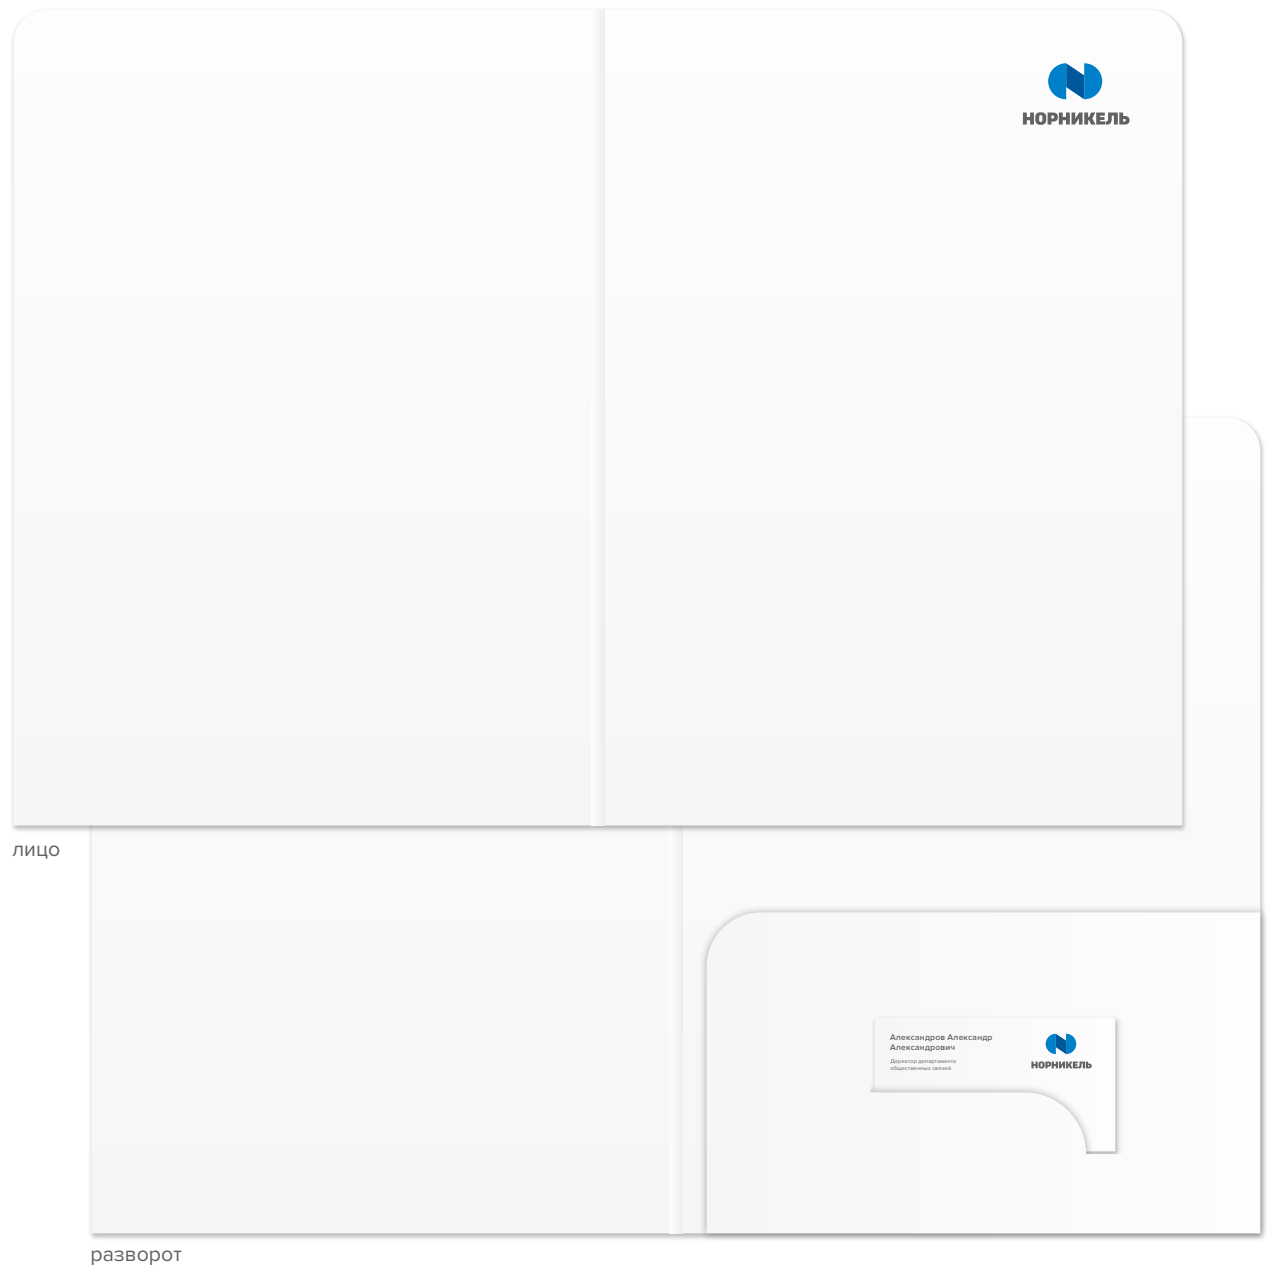 НОРНИКЕЛЬ
лицо
Александров Александр
Александрович
Директор департамента
общественных связей
НОРНИКЕЛЬ
разворот